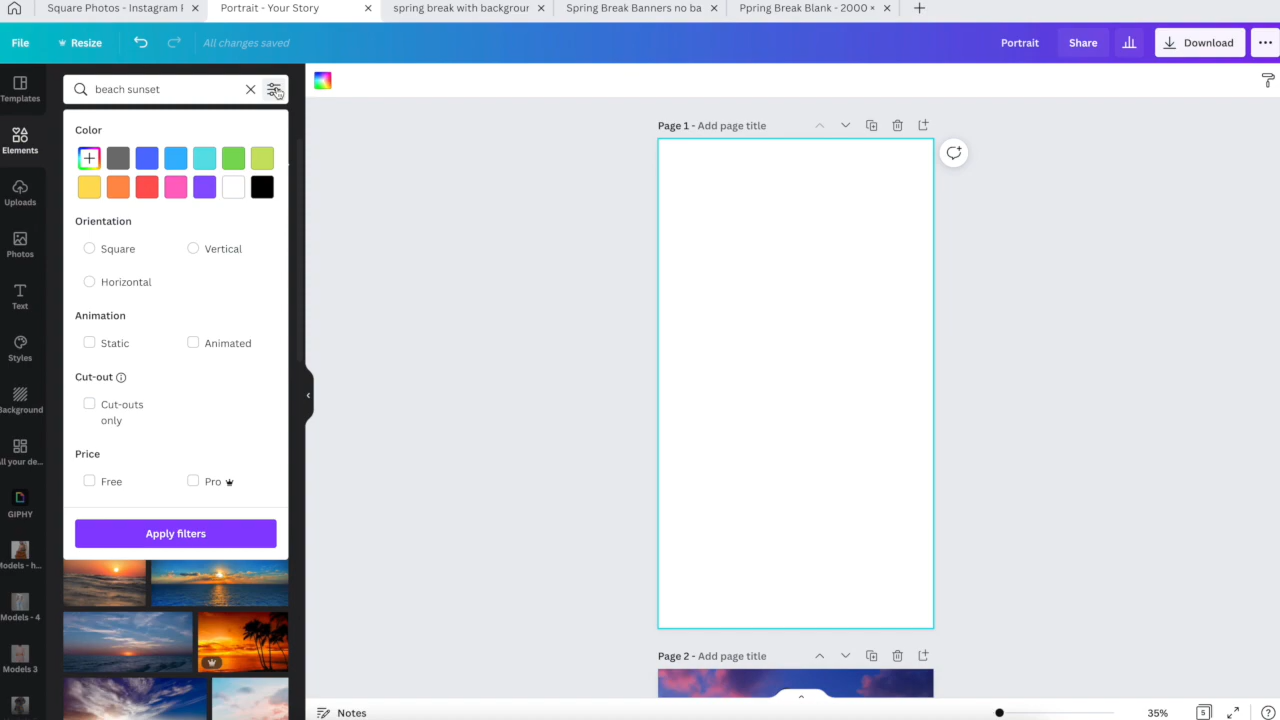 Square Photos - Instagram
Portrait - Your Story
spring break with backgroun
Spring Break Banners no ba
Ppring Break Blank - 2000 ×
File
Resize
All changes saved
Portrait
Share
Download
Templates
Elements
Uploads
Photos
Text
Styles
Background
All your de...
GIPHY
Models - h...
Models - 4
Models 3
beach sunset
Color
Orientation
Square
Vertical
Horizontal
Animation
Static
Animated
Cut-out
Cut-outs
only
Price
Free
Pro
Apply filters
Page 1 - Add page title
Page 2 - Add page title
Notes
35%
5